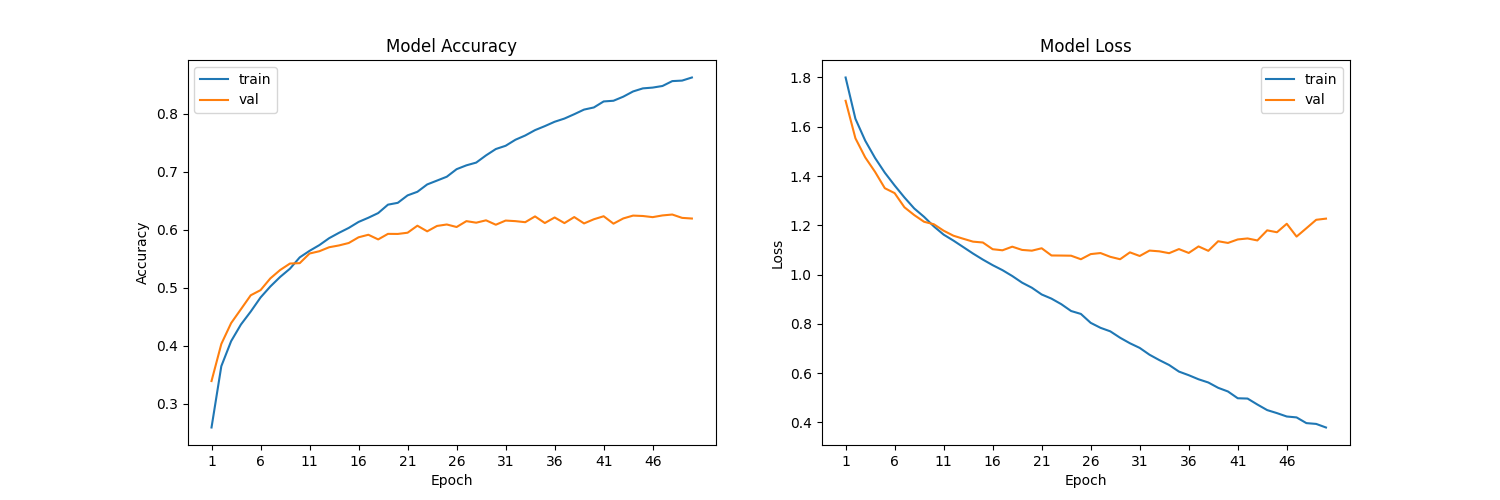 Model Accuracy
train
val
0.8
0.7
0.6
0.5
0.4
0.3
Accuracy
1 6 11 16 21 26 31 36 41 46
Epoch
Model Loss
train
val
1.8
1.6
1.4
1.2
1.0
0.8
0.6
0.4
Loss
1 6 11 16 21 26 31 36 41 46
Epoch